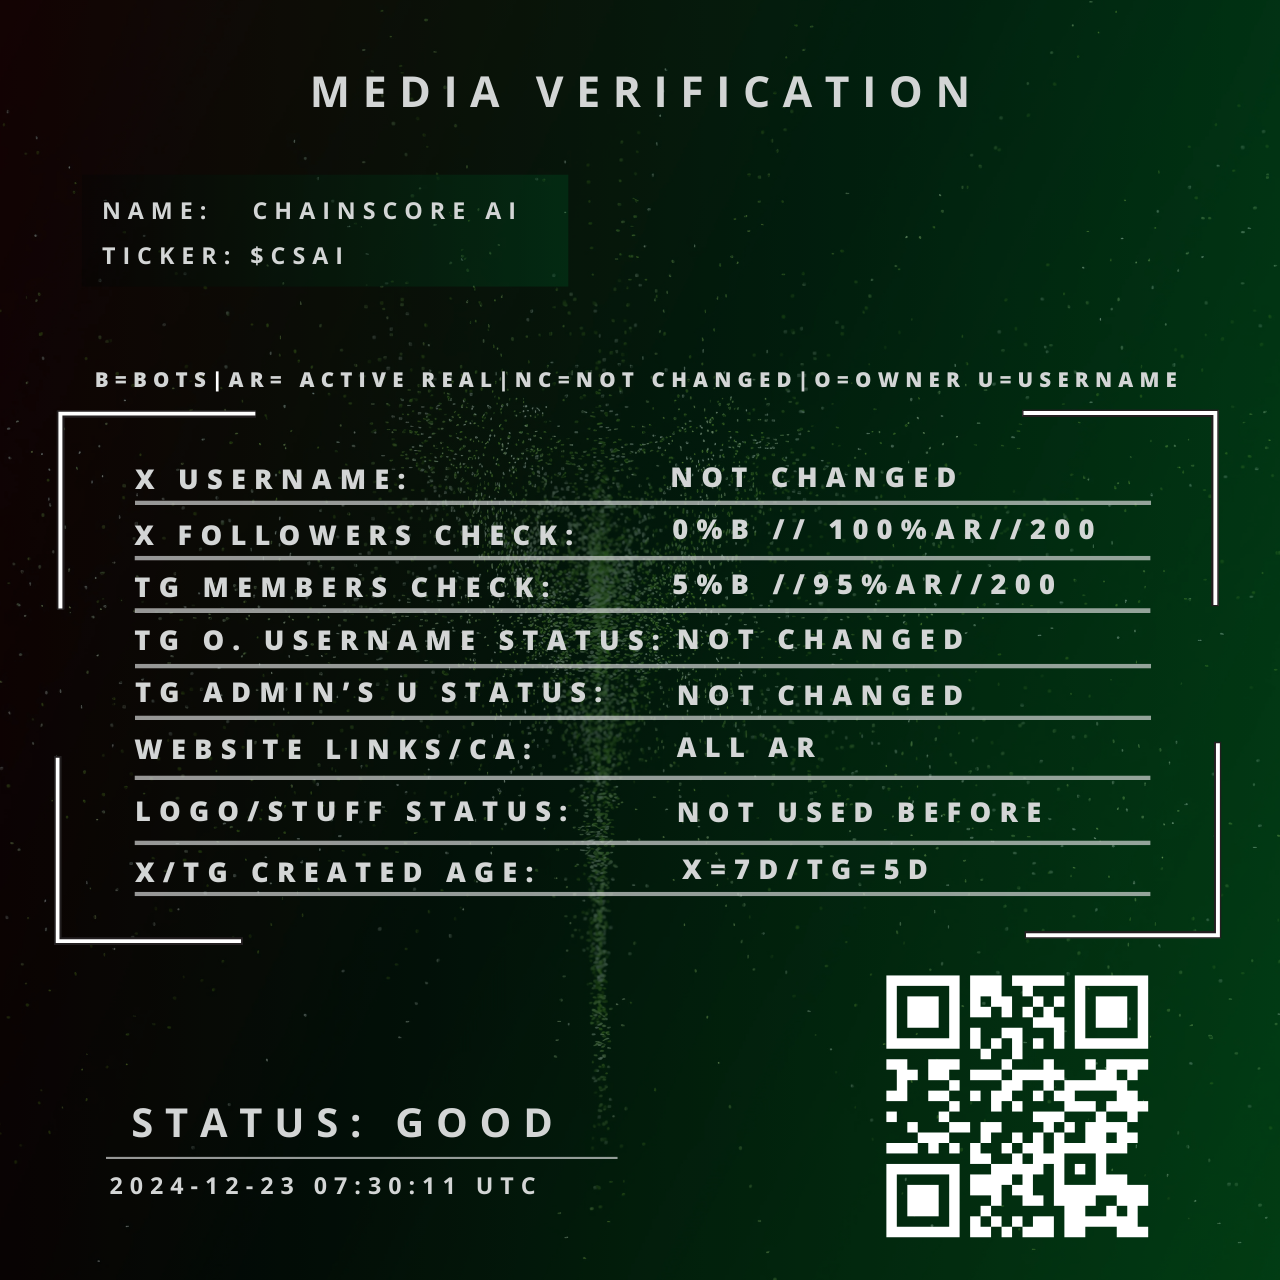 MEDIA VERIFICATION
NAME: CHAINSCORE AI
TICKER: $CSAI
B=BOTS|AR= ACTIVE REAL|NC=NOT CHANGED|O=OWNER U=USERNAME
X USERNAME: NOT CHANGED
X FOLLOWERS CHECK: 0%B // 100%AR//200
TG MEMBERS CHECK: 5%B //95%AR//200
TG O. USERNAME STATUS: NOT CHANGED
TG ADMIN’S U STATUS: NOT CHANGED
WEBSITE LINKS/CA: ALL AR
LOGO/STUFF STATUS: NOT USED BEFORE
X/TG CREATED AGE: X=7D/TG=5D
STATUS: GOOD
2024-12-23 07:30:11 UTC